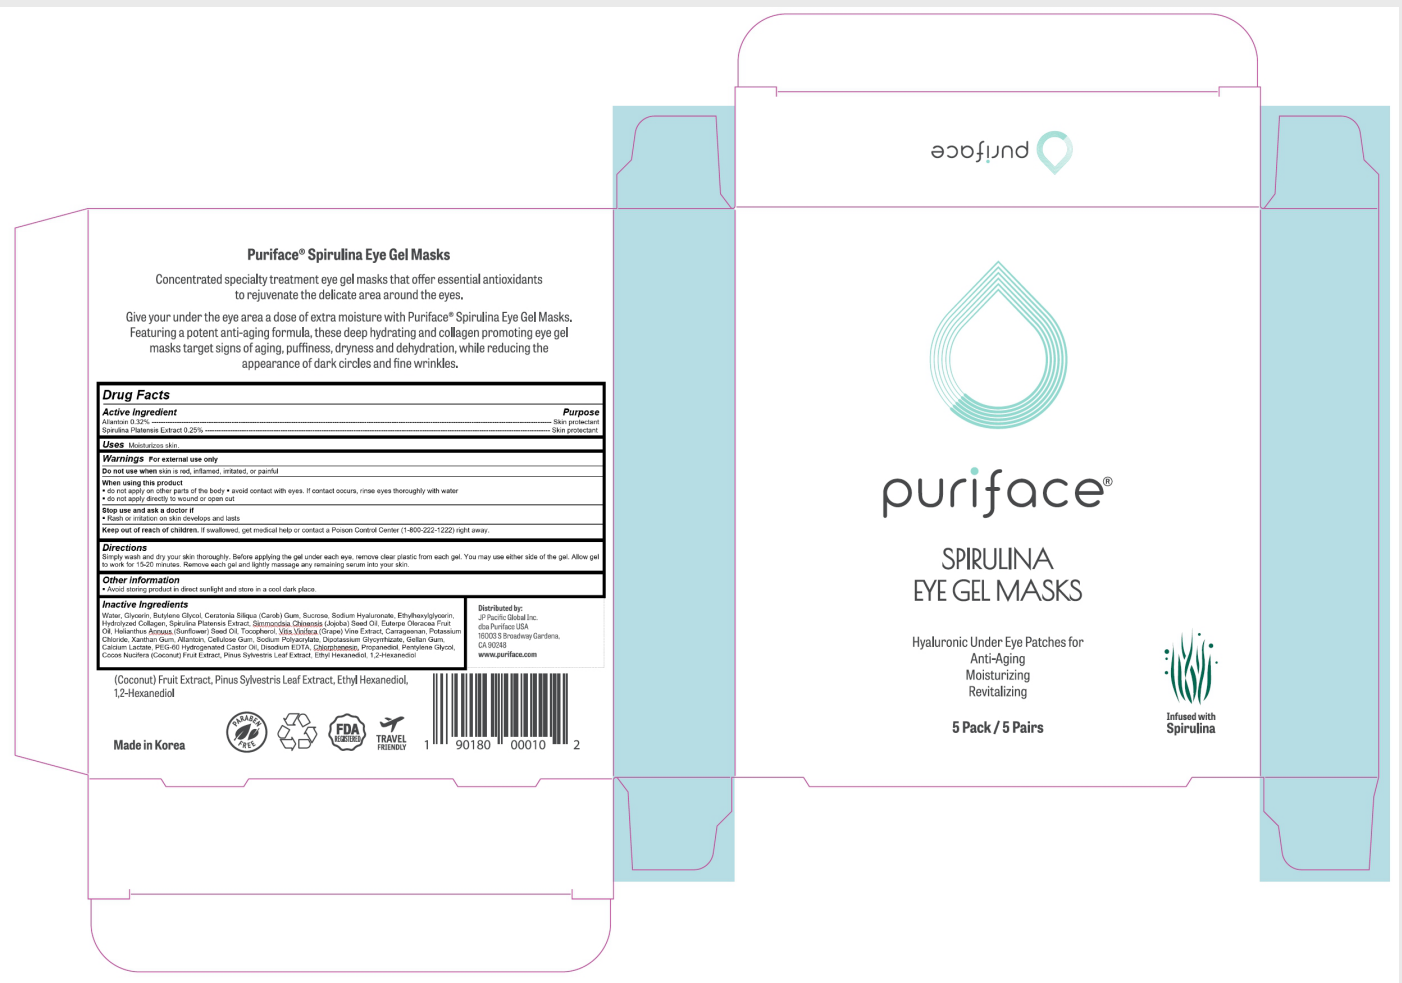 puriface
Puriface® Spirulina Eye Gel Masks
Concentrated specialty treatment eye gel masks that offer essential antioxidants
to rejuvenate the delicate area around the eyes.
Give your under the eye area a dose of extra moisture with Puriface® Spirulina Eye Gel Masks.
Featuring a potent anti-aging formula, these deep hydrating and collagen promoting eye gel
masks target signs of aging, puffiness, dryness and dehydration, while reducing the
appearance of dark circles and fine wrinkles.
Drug Facts
Active ingredient Purpose
Allantoin 0.32% Skin protectant
Spirulina Platensis Extract 0.25% Skin protectant
Uses Moisturizes skin.
Warnings For external use only
Do not use when skin is red, inflamed, irritated, or painful
When using this product
• do not apply on other parts of the body • avoid contact with eyes. If contact occurs, rinse eyes thoroughly with water
• do not apply directly to wound or open cut
Stop use and ask a doctor if
• Rash or irritation on skin develops and lasts
Keep out of reach of children. If swallowed, get medical help or contact a Poison Control Center (1-800-222-1222) right away.
Directions
Simply wash and dry your skin thoroughly. Before applying the gel under each eye, remove clear plastic from each gel. You may use either side of the gel. Allow gel
to work for 15-20 minutes. Remove each gel and lightly massage any remaining serum into your skin.
Other information
• Avoid storing product in direct sunlight and store in a cool dark place.
Inactive Ingredients
Water, Glycerin, Butylene Glycol, Ceratonia Siliqua (Carob) Gum, Sucrose, Sodium Hyaluronate, Ethylhexylglycerin,
Hydrolyzed Collagen, Spirulina Platensis Extract, Simmondsia Chinensis (Jojoba) Seed Oil, Euterpe Oleracea Fruit
Oil, Helianthus Annuus (Sunflower) Seed Oil, Tocopherol, Vitis Vinifera (Grape) Vine Extract, Carrageenan, Potassium
Chloride, Xanthan Gum, Allantoin, Cellulose Gum, Sodium Polyacrylate, Dipotassium Glycyrrhizate, Gellan Gum,
Calcium Lactate, PEG-60 Hydrogenated Castor Oil, Disodium EDTA, Chlorphenesin, Propanediol, Pentylene Glycol,
Cocos Nucifera (Coconut) Fruit Extract, Pinus Sylvestris Leaf Extract, Ethyl Hexanediol, 1,2-Hexanediol
Distributed by:
JP Pacific Global Inc.
dba Puriface USA
16003 S Broadway Gardena,
CA 90248
www.puriface.com
(Coconut) Fruit Extract, Pinus Sylvestris Leaf Extract, Ethyl Hexanediol,
1,2-Hexanediol
Made in Korea
PARABEN
FREE
FDA
REGISTERED
TRAVEL
FRIENDLY
1 90180 00010 2
puriface®
SPIRULINA
EYE GEL MASKS
Hyaluronic Under Eye Patches for
Anti-Aging
Moisturizing
Revitalizing
5 Pack / 5 Pairs
Infused with
Spirulina